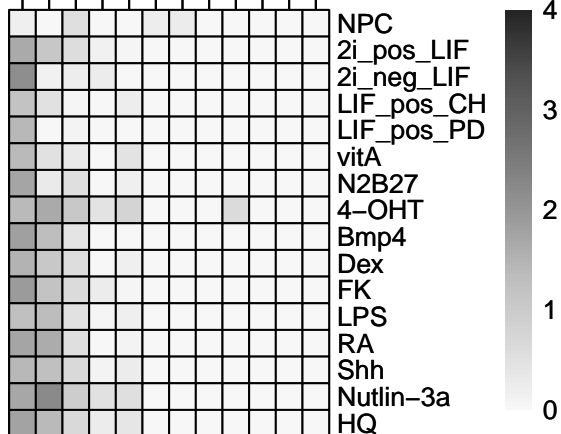 NPC
2i_pos_LIF
2i_neg_LIF
LIF_pos_CH
LIF_pos_PD
vitA
N2B27
4−OHT
Bmp4
Dex
FK
LPS
RA
Shh
Nutlin−3a
HQ
4
3
2
1
0